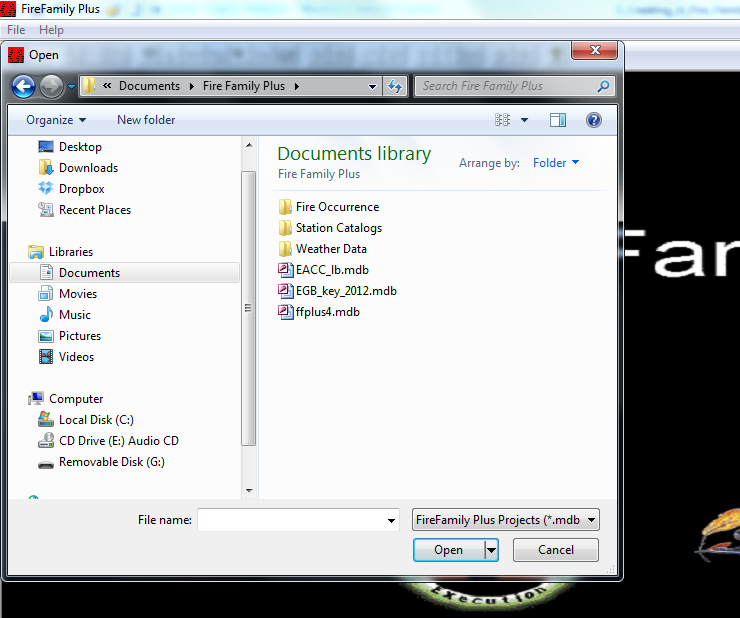 FireFamily Plus
File Help
Open
« Documents Fire Family Plus
Search Fire Family Plus
Organize New folder
Desktop
Downloads
Dropbox
Recent Places
Libraries
Documents
Movies
Music
Pictures
Videos
Computer
Local Disk (C:)
CD Drive (E:) Audio CD
Removable Disk (G:)
Documents library
Fire Family Plus
Arrange by: Folder
Fire Occurrence
Station Catalogs
Weather Data
EACC_lb.mdb
EGB_key_2012.mdb
ffplus4.mdb
File name:
FireFamily Plus Projects (*.mdb
Open Cancel
Fam
Execution